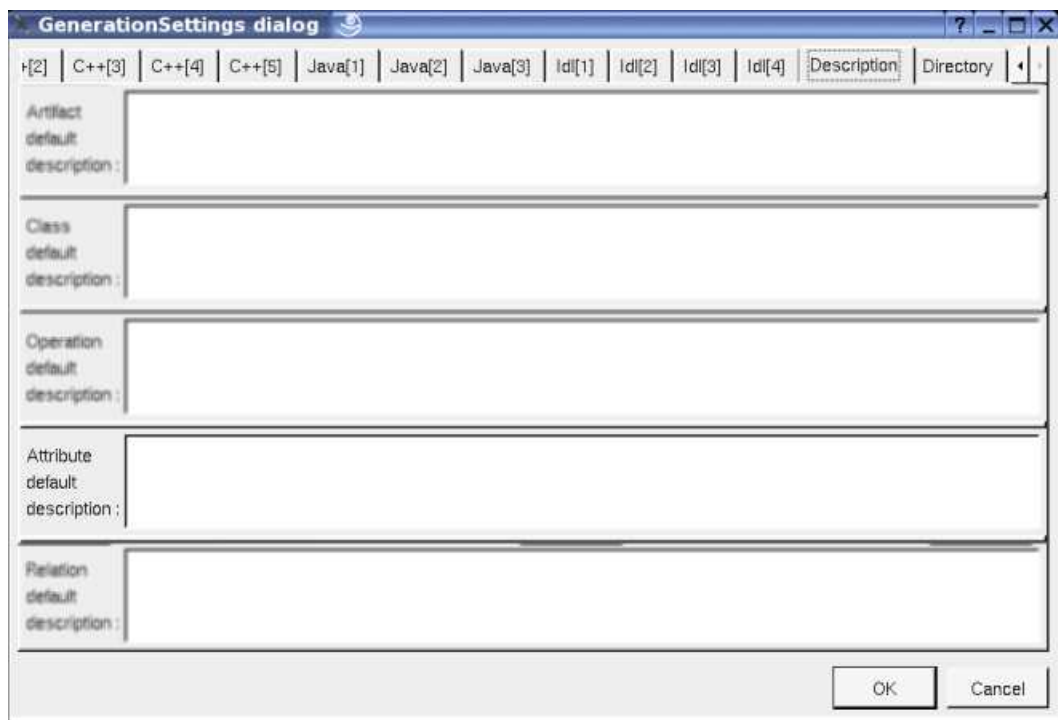 GenerationSettings dialog
+[2] C++[3] C++[4] C++[5] Java[1] Java[2] Java[3] Idl[1] Idl[2] Idl[3] Idl[4] Description Directory
Artifact
default
description :
Class
default
description :
Operation
default
description :
Attribute
default
description :
Relation
default
description :
OK Cancel